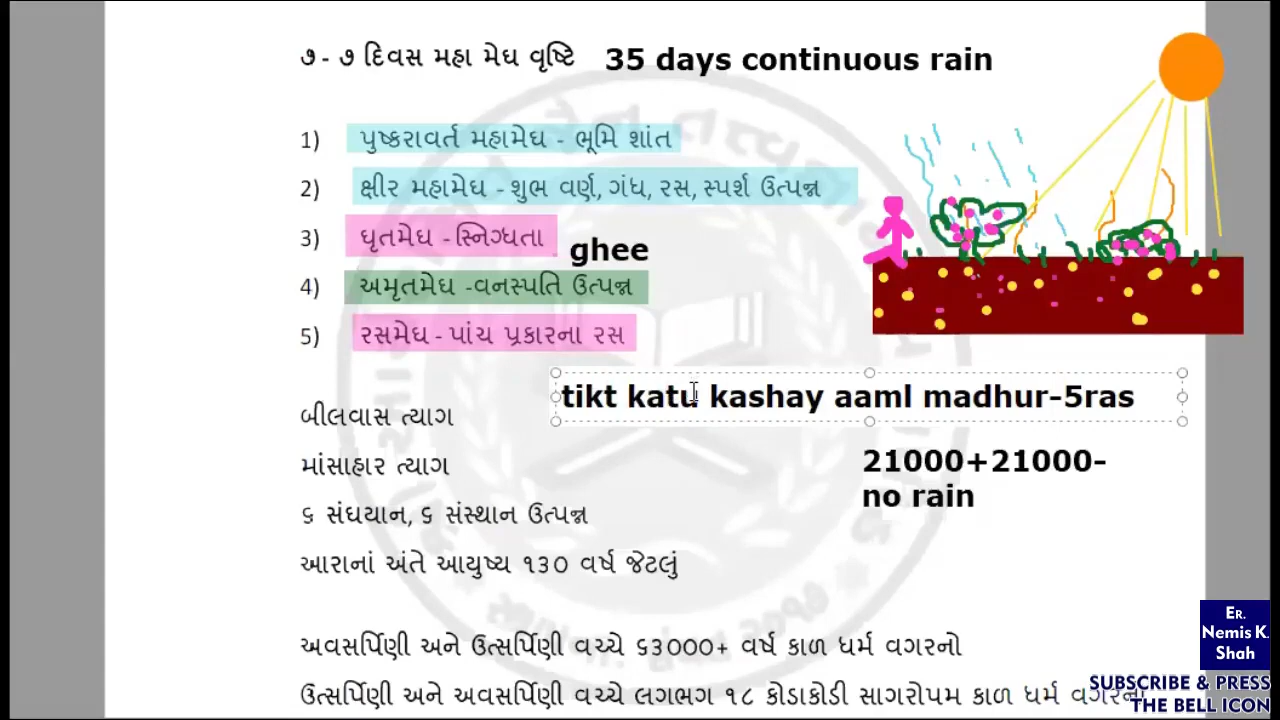 ૭ - ૭ દિવસ મહા મેઘ વૃષ્ટિ 35 days continuous rain
1) પુષ્કરાવર્ત મહામેઘ - ભૂમિ શાંત
2) ક્ષીર મહામેઘ - શુભ વર્ણ, ગંધ, રસ, સ્પર્શ ઉત્પન્ન
3) ઘૃતમેઘ - સ્નિગ્ધતા ghee
4) અમૃતમેઘ -વનસ્પતિ ઉત્પન્ન
5) રસમેઘ - પાંચ પ્રકારના રસ
tikt katu kashay aaml madhur-5ras
બીલવાસ ત્યાગ
માંસાહાર ત્યાગ
21000+21000-
no rain
૬ સંઘયાન, ૬ સંસ્થાન ઉત્પન્ન
આરાનાં અંતે આયુષ્ય ૧૩૦ વર્ષ જેટલું
અવસર્પિણી અને ઉત્સર્પિણી વચ્ચે ૬૩૦૦૦+ વર્ષ કાળ ધર્મ વગરનો
ઉત્સર્પિણી અને અવસર્પિણી વચ્ચે લગભગ ૧૮ કોડાકોડી સાગરોપમ કાળ ધર્મ વગરનો
ER.
Nemis K.
Shah
SUBSCRIBE & PRESS
THE BELL ICON